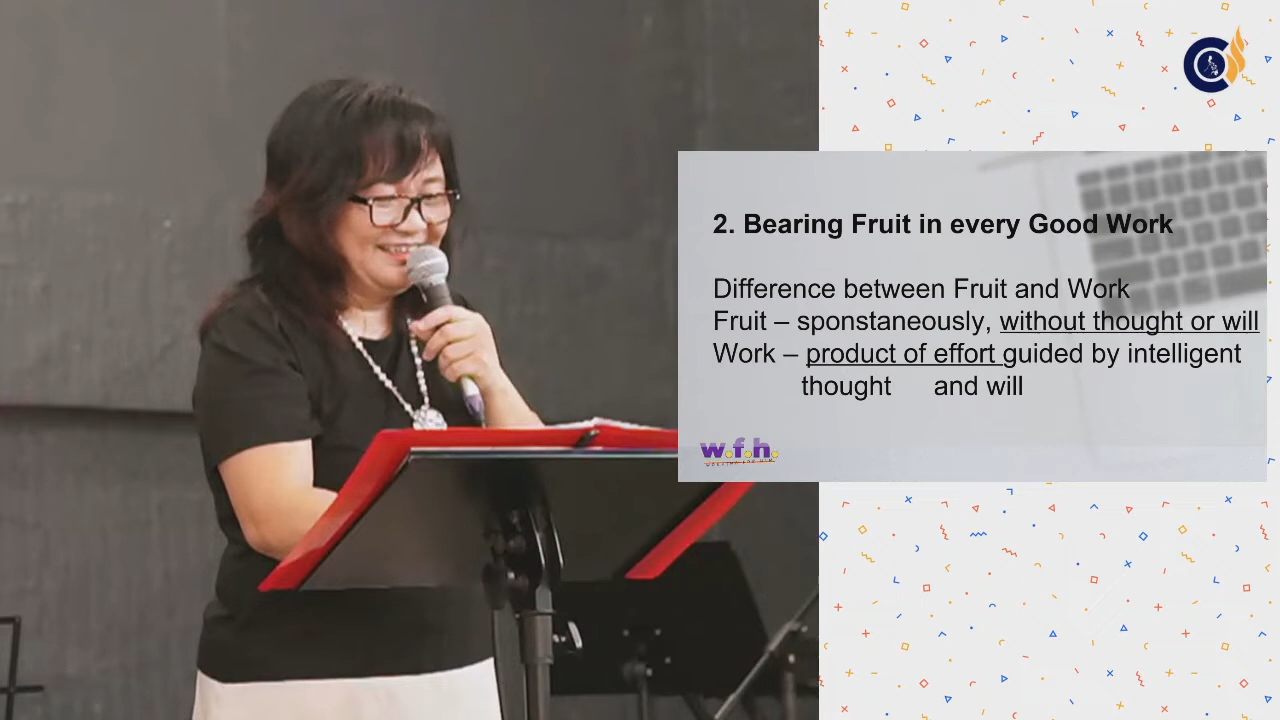 2. Bearing Fruit in every Good Work
Difference between Fruit and Work
Fruit – sponstaneously, without thought or will
Work – product of effort guided by intelligent
thought and will
w.f.h.